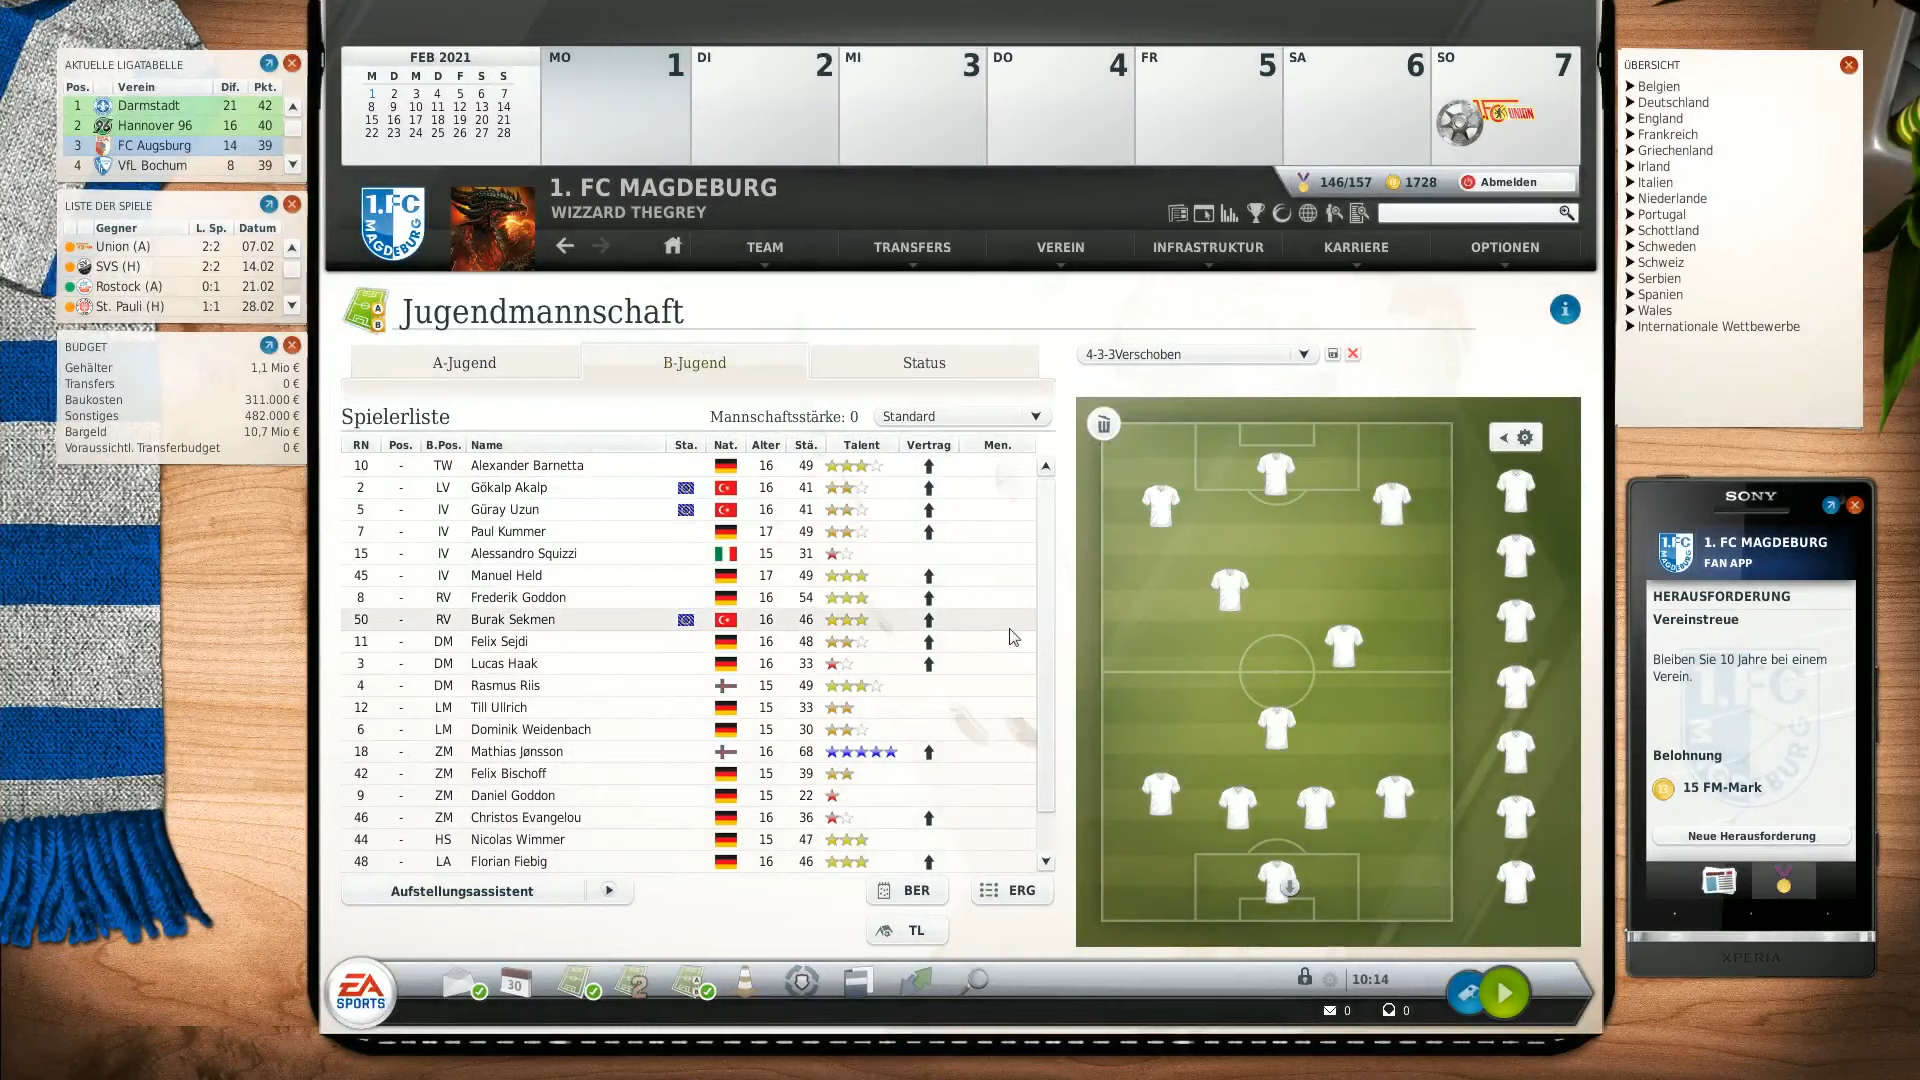 AKTUELLE LIGATABELLE
Pos. Verein Dif. Pkt.
1 Darmstadt 21 42
2 Hannover 96 16 40
3 FC Augsburg 14 39
4 VfL Bochum 8 39
LISTE DER SPIELE
Gegner L. Sp. Datum
Union (A) 2:2 07.02
SVS (H) 2:2 14.02
Rostock (A) 0:1 21.02
St. Pauli (H) 1:1 28.02
BUDGET
Gehälter 1,1 Mio €
Transfers 0 €
Baukosten 311.000 €
Sonstiges 482.000 €
Bargeld 10,7 Mio €
Voraussichtl. Transferbudget 0 €
FEB 2021
M D M D F S S
1 2 3 4 5 6 7
8 9 10 11 12 13 14
15 16 17 18 19 20 21
22 23 24 25 26 27 28
MO 1 DI 2 MI 3 DO 4 FR 5 SA 6 SO 7
1. FC MAGDEBURG
WIZZARD THEGREY
146/157 1728 Abmelden
TEAM TRANSFERS VEREIN INFRASTRUKTUR KARRIERE OPTIONEN
Jugendmannschaft
A-Jugend B-Jugend Status
4-3-3Verschoben
Spielerliste Mannschaftsstärke: 0 Standard
RN Pos. B.Pos. Name Sta. Nat. Alter Stä. Talent Vertrag Men.
10 - TW Alexander Barnetta 16 49
2 - LV Gökalp Akalp 16 41
5 - IV Güray Uzun 16 41
7 - IV Paul Kummer 17 49
15 - IV Alessandro Squizzi 15 31
45 - IV Manuel Held 17 49
8 - RV Frederik Goddon 16 54
50 - RV Burak Sekmen 16 46
11 - DM Felix Sejdi 16 48
3 - DM Lucas Haak 16 33
4 - DM Rasmus Riis 15 49
12 - LM Till Ullrich 15 33
6 - LM Dominik Weidenbach 15 30
18 - ZM Mathias Jønsson 16 68
42 - ZM Felix Bischoff 15 39
9 - ZM Daniel Goddon 15 22
46 - ZM Christos Evangelou 16 36
44 - HS Nicolas Wimmer 15 47
48 - LA Florian Fiebig 16 46
Aufstellungsassistent BER ERG
TL
EA
SPORTS
30
2
10:14
0 0
ÜBERSICHT
Belgien
Deutschland
England
Frankreich
Griechenland
Irland
Italien
Niederlande
Portugal
Schottland
Schweden
Schweiz
Serbien
Spanien
Wales
Internationale Wettbewerbe
SONY
1. FC MAGDEBURG
FAN APP
HERAUSFORDERUNG
Vereinstreue
Bleiben Sie 10 Jahre bei einem
Verein.
Belohnung
15 FM-Mark
Neue Herausforderung
XPERIA